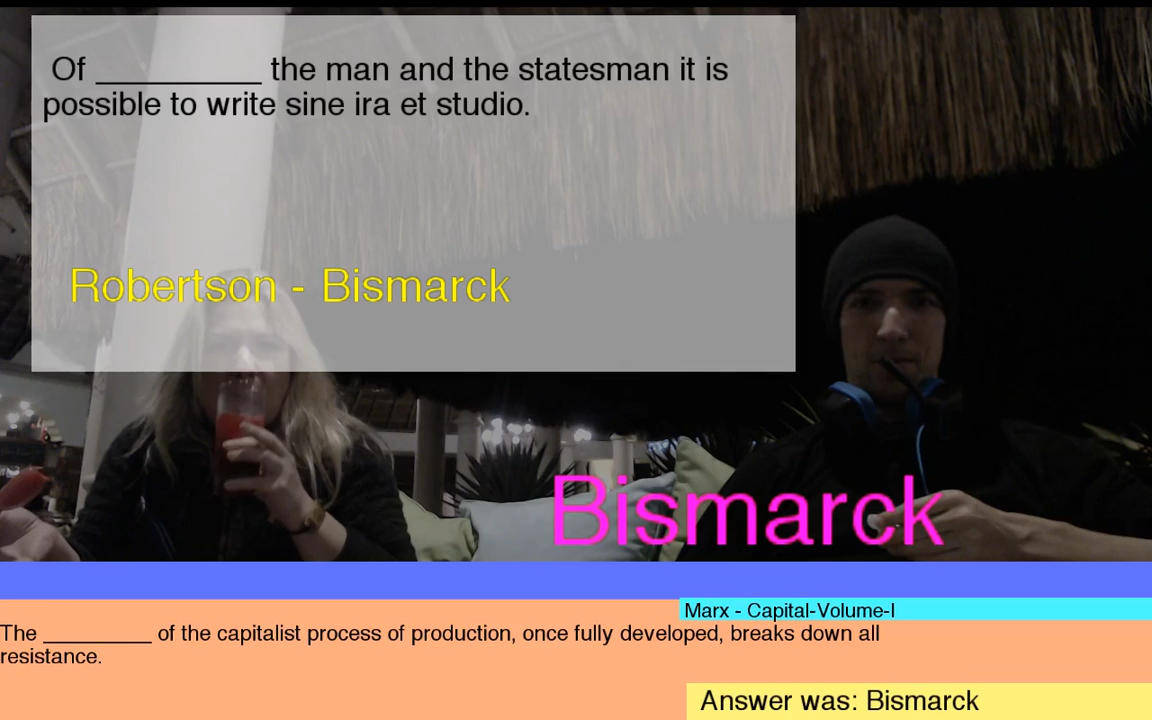 Of __________ the man and the statesman it is
possible to write sine ira et studio.
Robertson - Bismarck
Bismarck
Marx - Capital-Volume-I
The __________ of the capitalist process of production, once fully developed, breaks down all
resistance.
Answer was: Bismarck